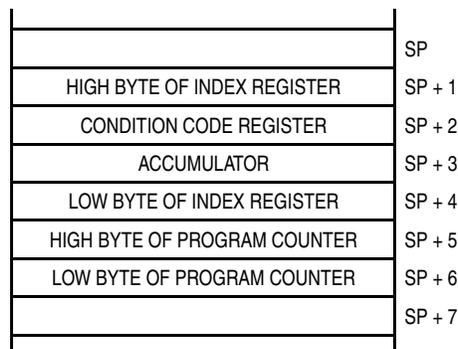 SP
HIGH BYTE OF INDEX REGISTER SP + 1
CONDITION CODE REGISTER SP + 2
ACCUMULATOR SP + 3
LOW BYTE OF INDEX REGISTER SP + 4
HIGH BYTE OF PROGRAM COUNTER SP + 5
LOW BYTE OF PROGRAM COUNTER SP + 6
SP + 7